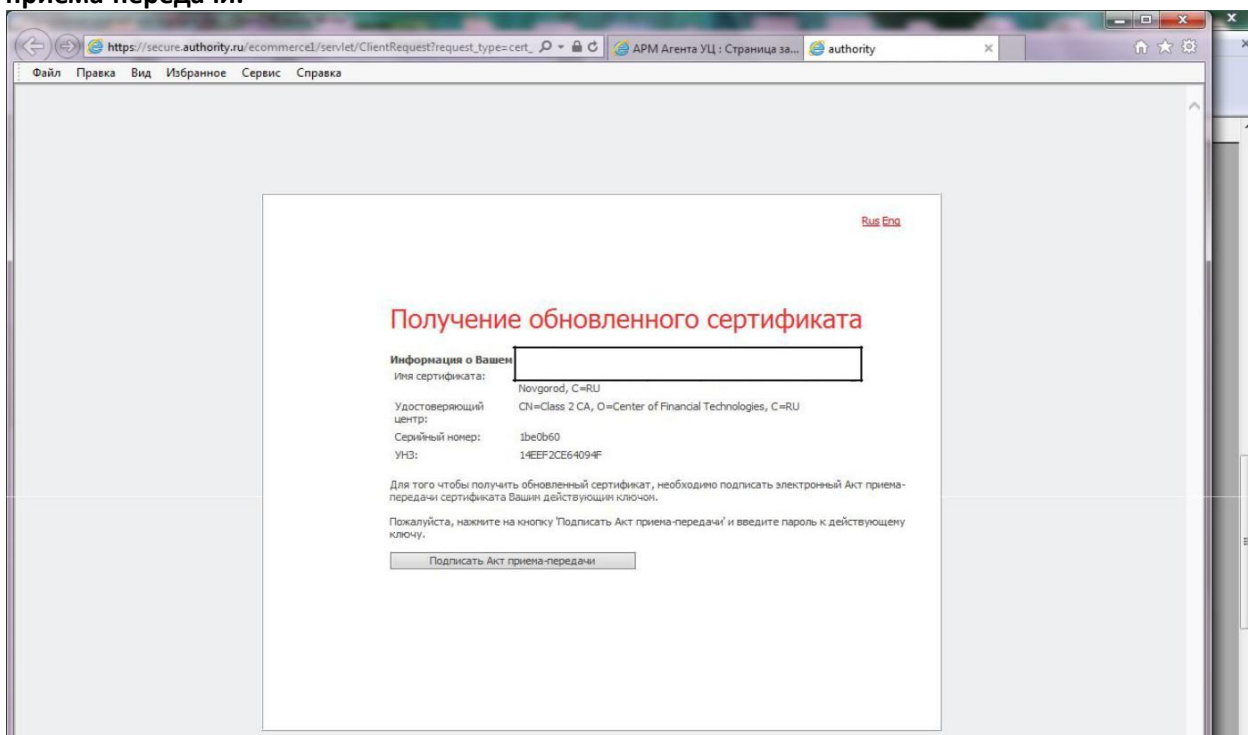 приема-передачи.
https://secure.authority.ru/ecommerce1/servlet/ClientRequest?request_type=cert_
АРМ Агента УЦ : Страница за...
authority
Файл Правка Вид Избранное Сервис Справка
Rus Eng
Получение обновленного сертификата
Информация о Вашем
Имя сертификата:
Novgorod, C=RU
Удостоверяющий центр:
CN=Class 2 CA, O=Center of Financial Technologies, C=RU
Серийный номер: 1be0b60
УНЗ: 14EEF2CE64094F
Для того чтобы получить обновленный сертификат, необходимо подписать электронный Акт приема-
передачи сертификата Вашим действующим ключом.
Пожалуйста, нажмите на кнопку 'Подписать Акт приема-передачи' и введите пароль к действующему
ключу.
Подписать Акт приема-передачи